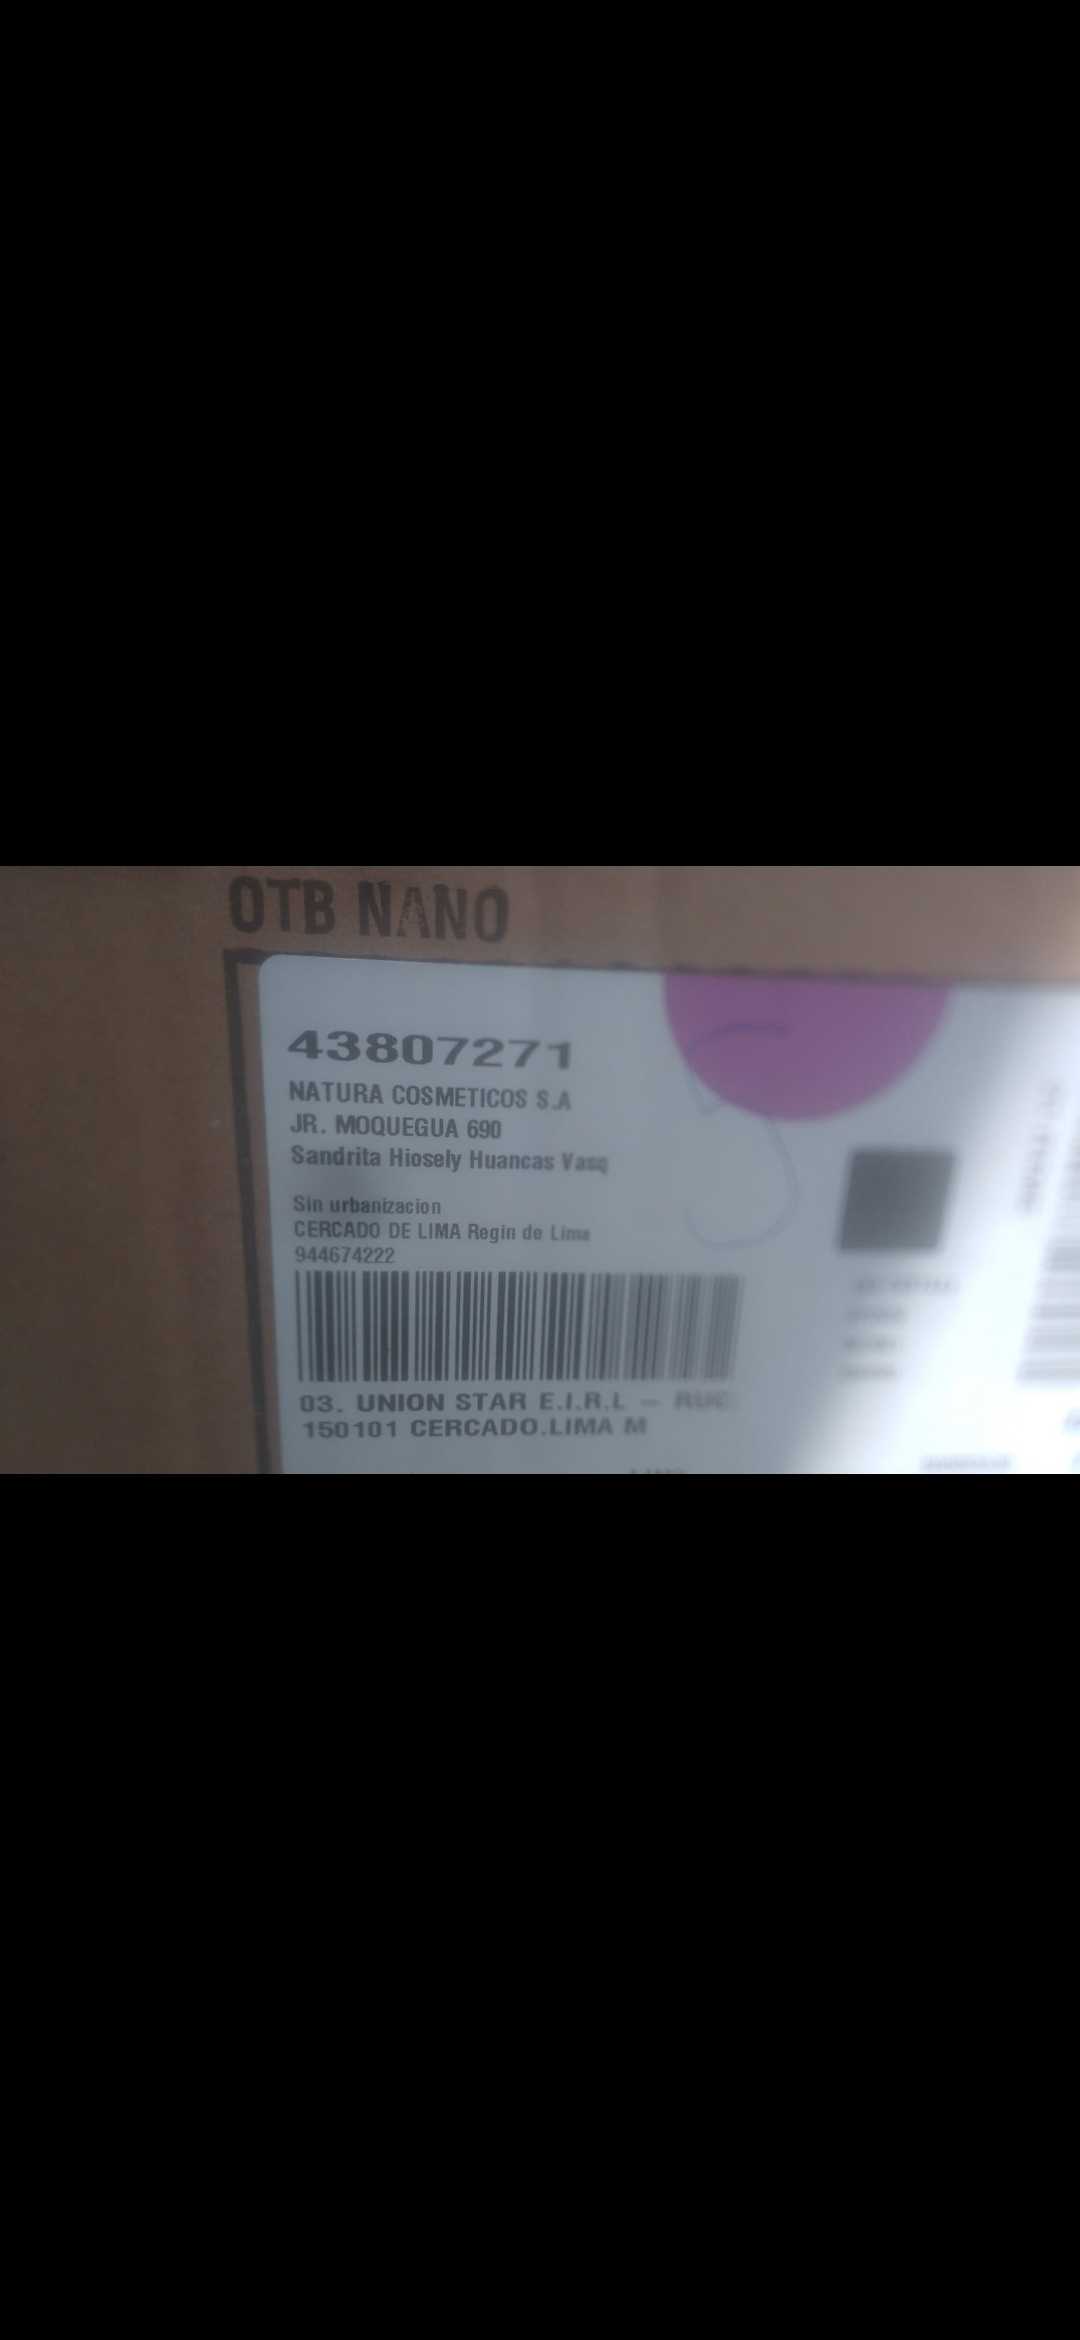 OTB NANO
43807271
NATURA COSMETICOS S.A
JR. MOQUEGUA 690
Sandrita Hiosely Huancas Vasq
Sin urbanizacion
CERCADO DE LIMA Regin de Lima
944674222
03. UNION STAR E.I.R.L - RUC
150101 CERCADO.LIMA M